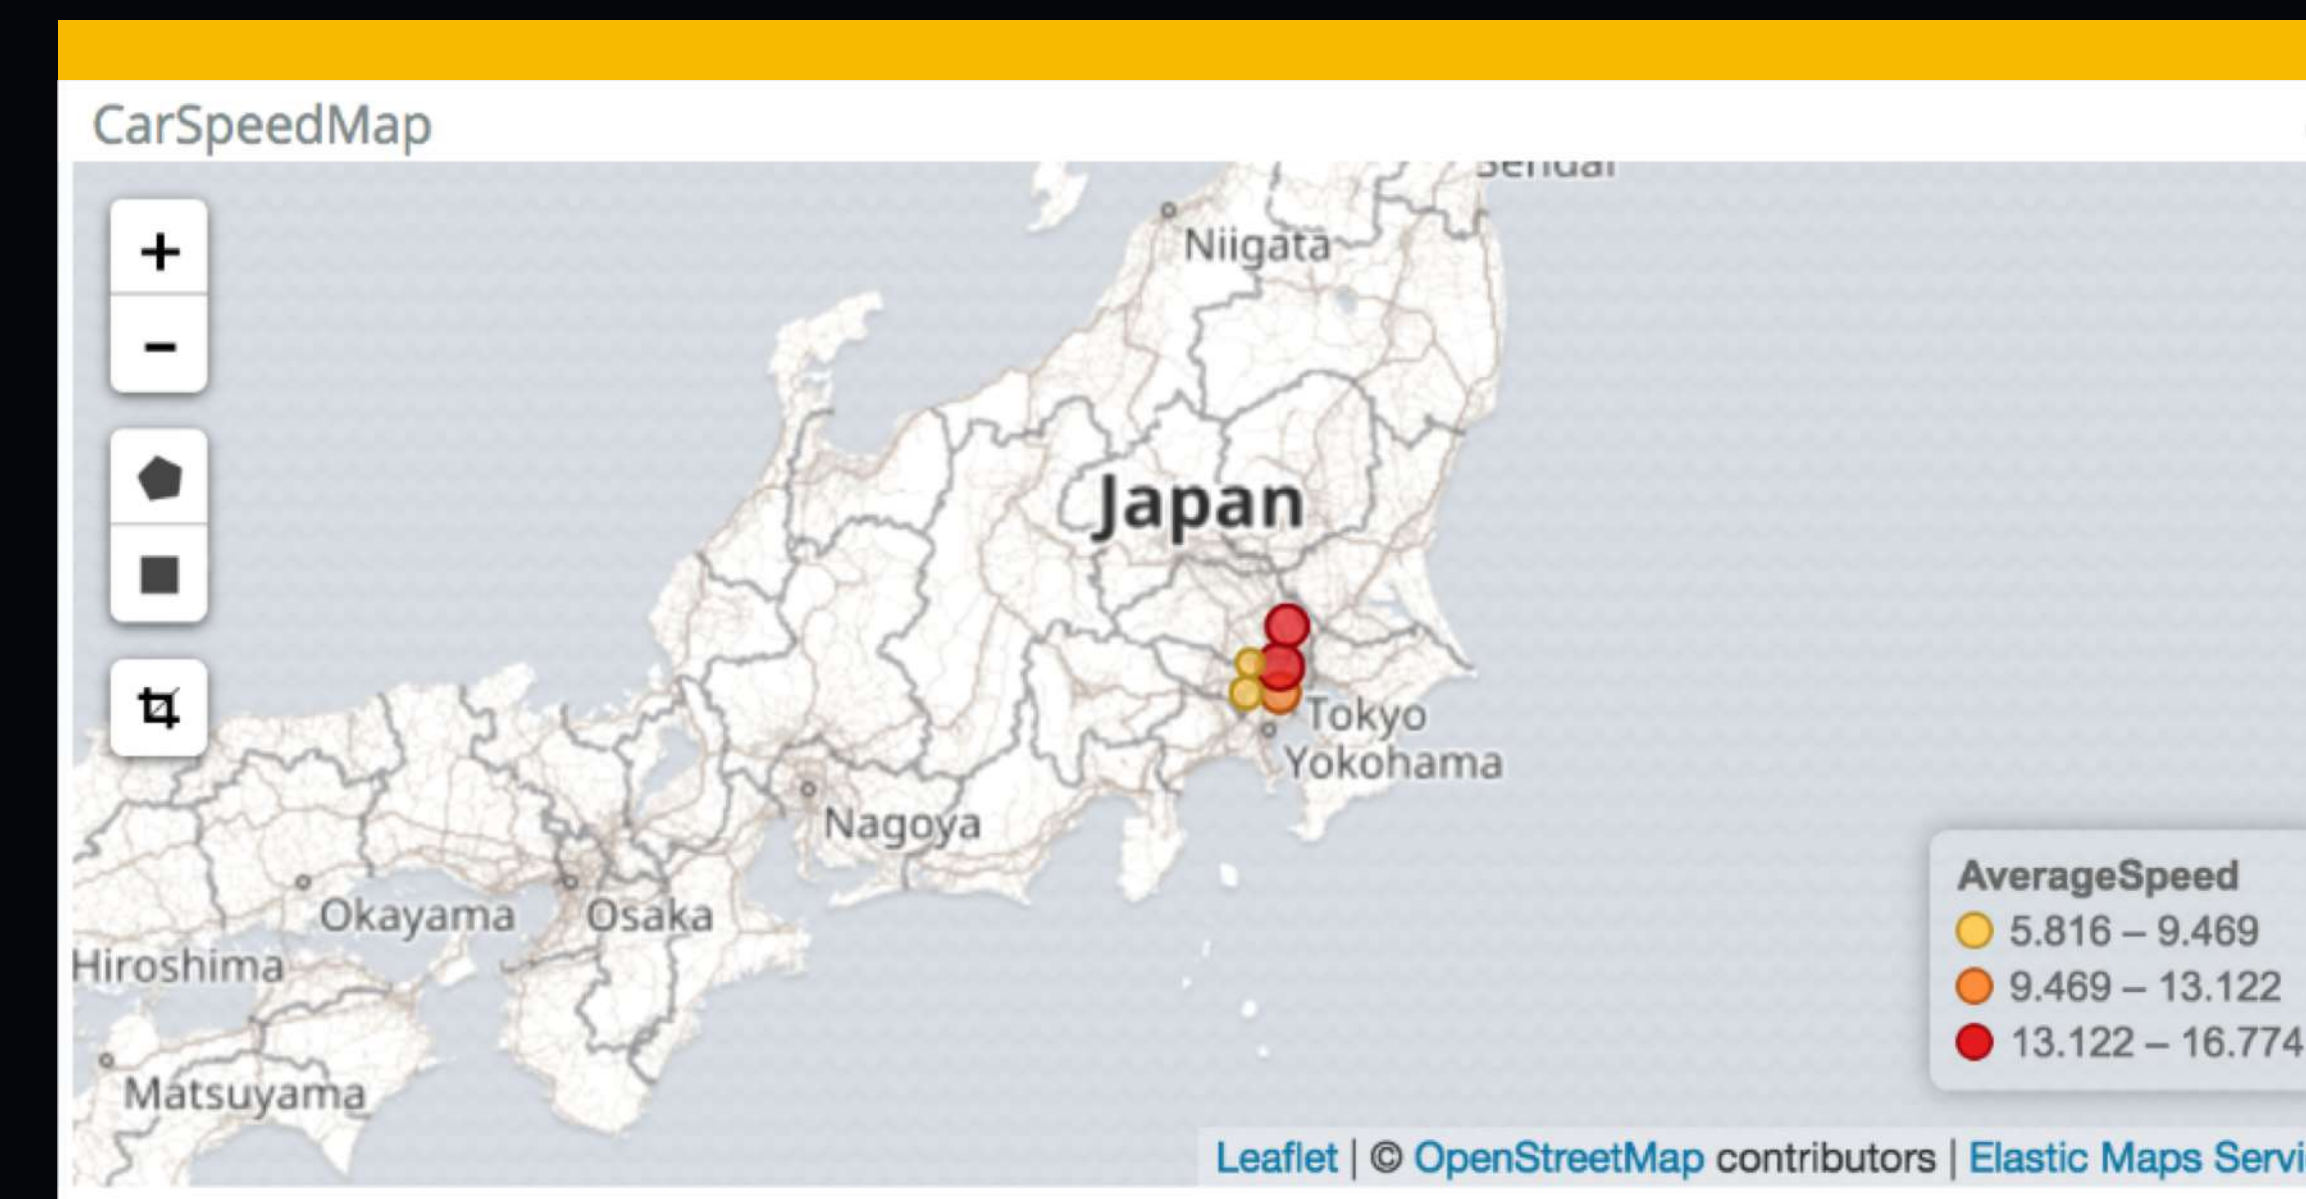 CarSpeedMap
Sendai
Niigata
Japan
Tokyo
Yokohama
Nagoya
Okayama
Osaka
Hiroshima
Matsuyama
+
−
AverageSpeed
5.816 – 9.469
9.469 – 13.122
13.122 – 16.774
Leaflet | © OpenStreetMap contributors | Elastic Maps